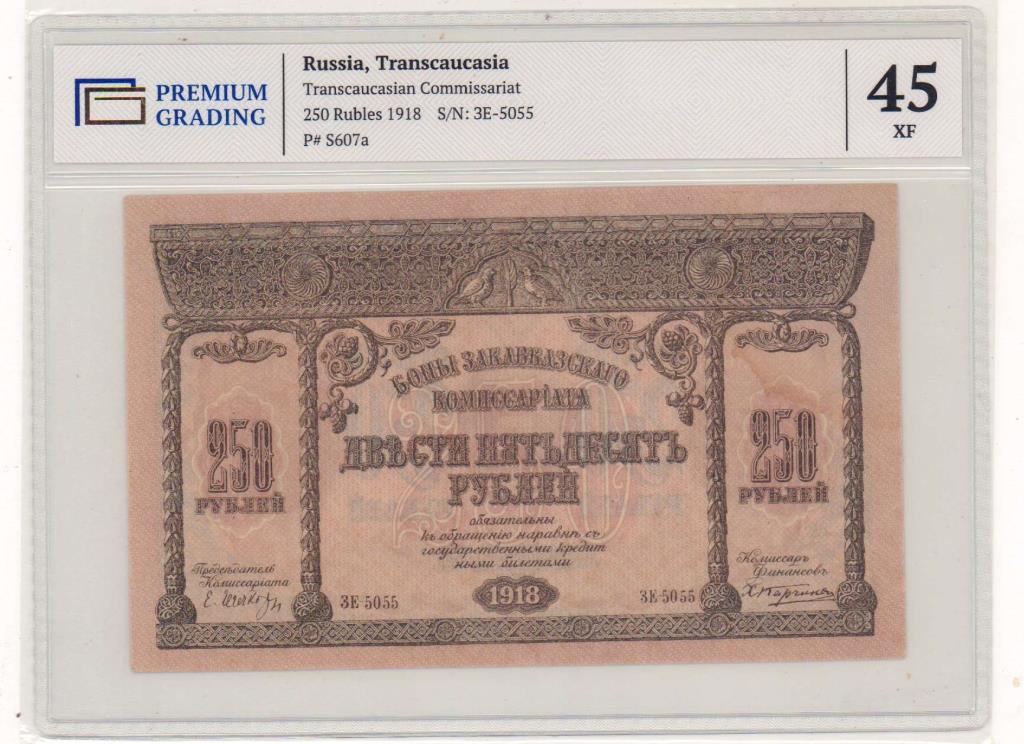 PREMIUM
GRADING
Russia, Transcaucasia
Transcaucasian Commissariat
250 Rubles 1918 S/N: 3E-5055
P# S607a
45
XF
БОНЫ ЗАКАВКАЗСКАГО
КОМИССАРІАТА
ДВѢСТИ ПЯТЬДЕСЯТЪ
РУБЛЕЙ
250
РУБЛЕЙ
250
РУБЛЕЙ
обязательны
къ обращенію наравнѣ съ
государственными кредит
ными билетами
Предсѣдатель
Комиссаріата
Комиссаръ
Финансовъ
ЗЕ-5055
1918
ЗЕ-5055